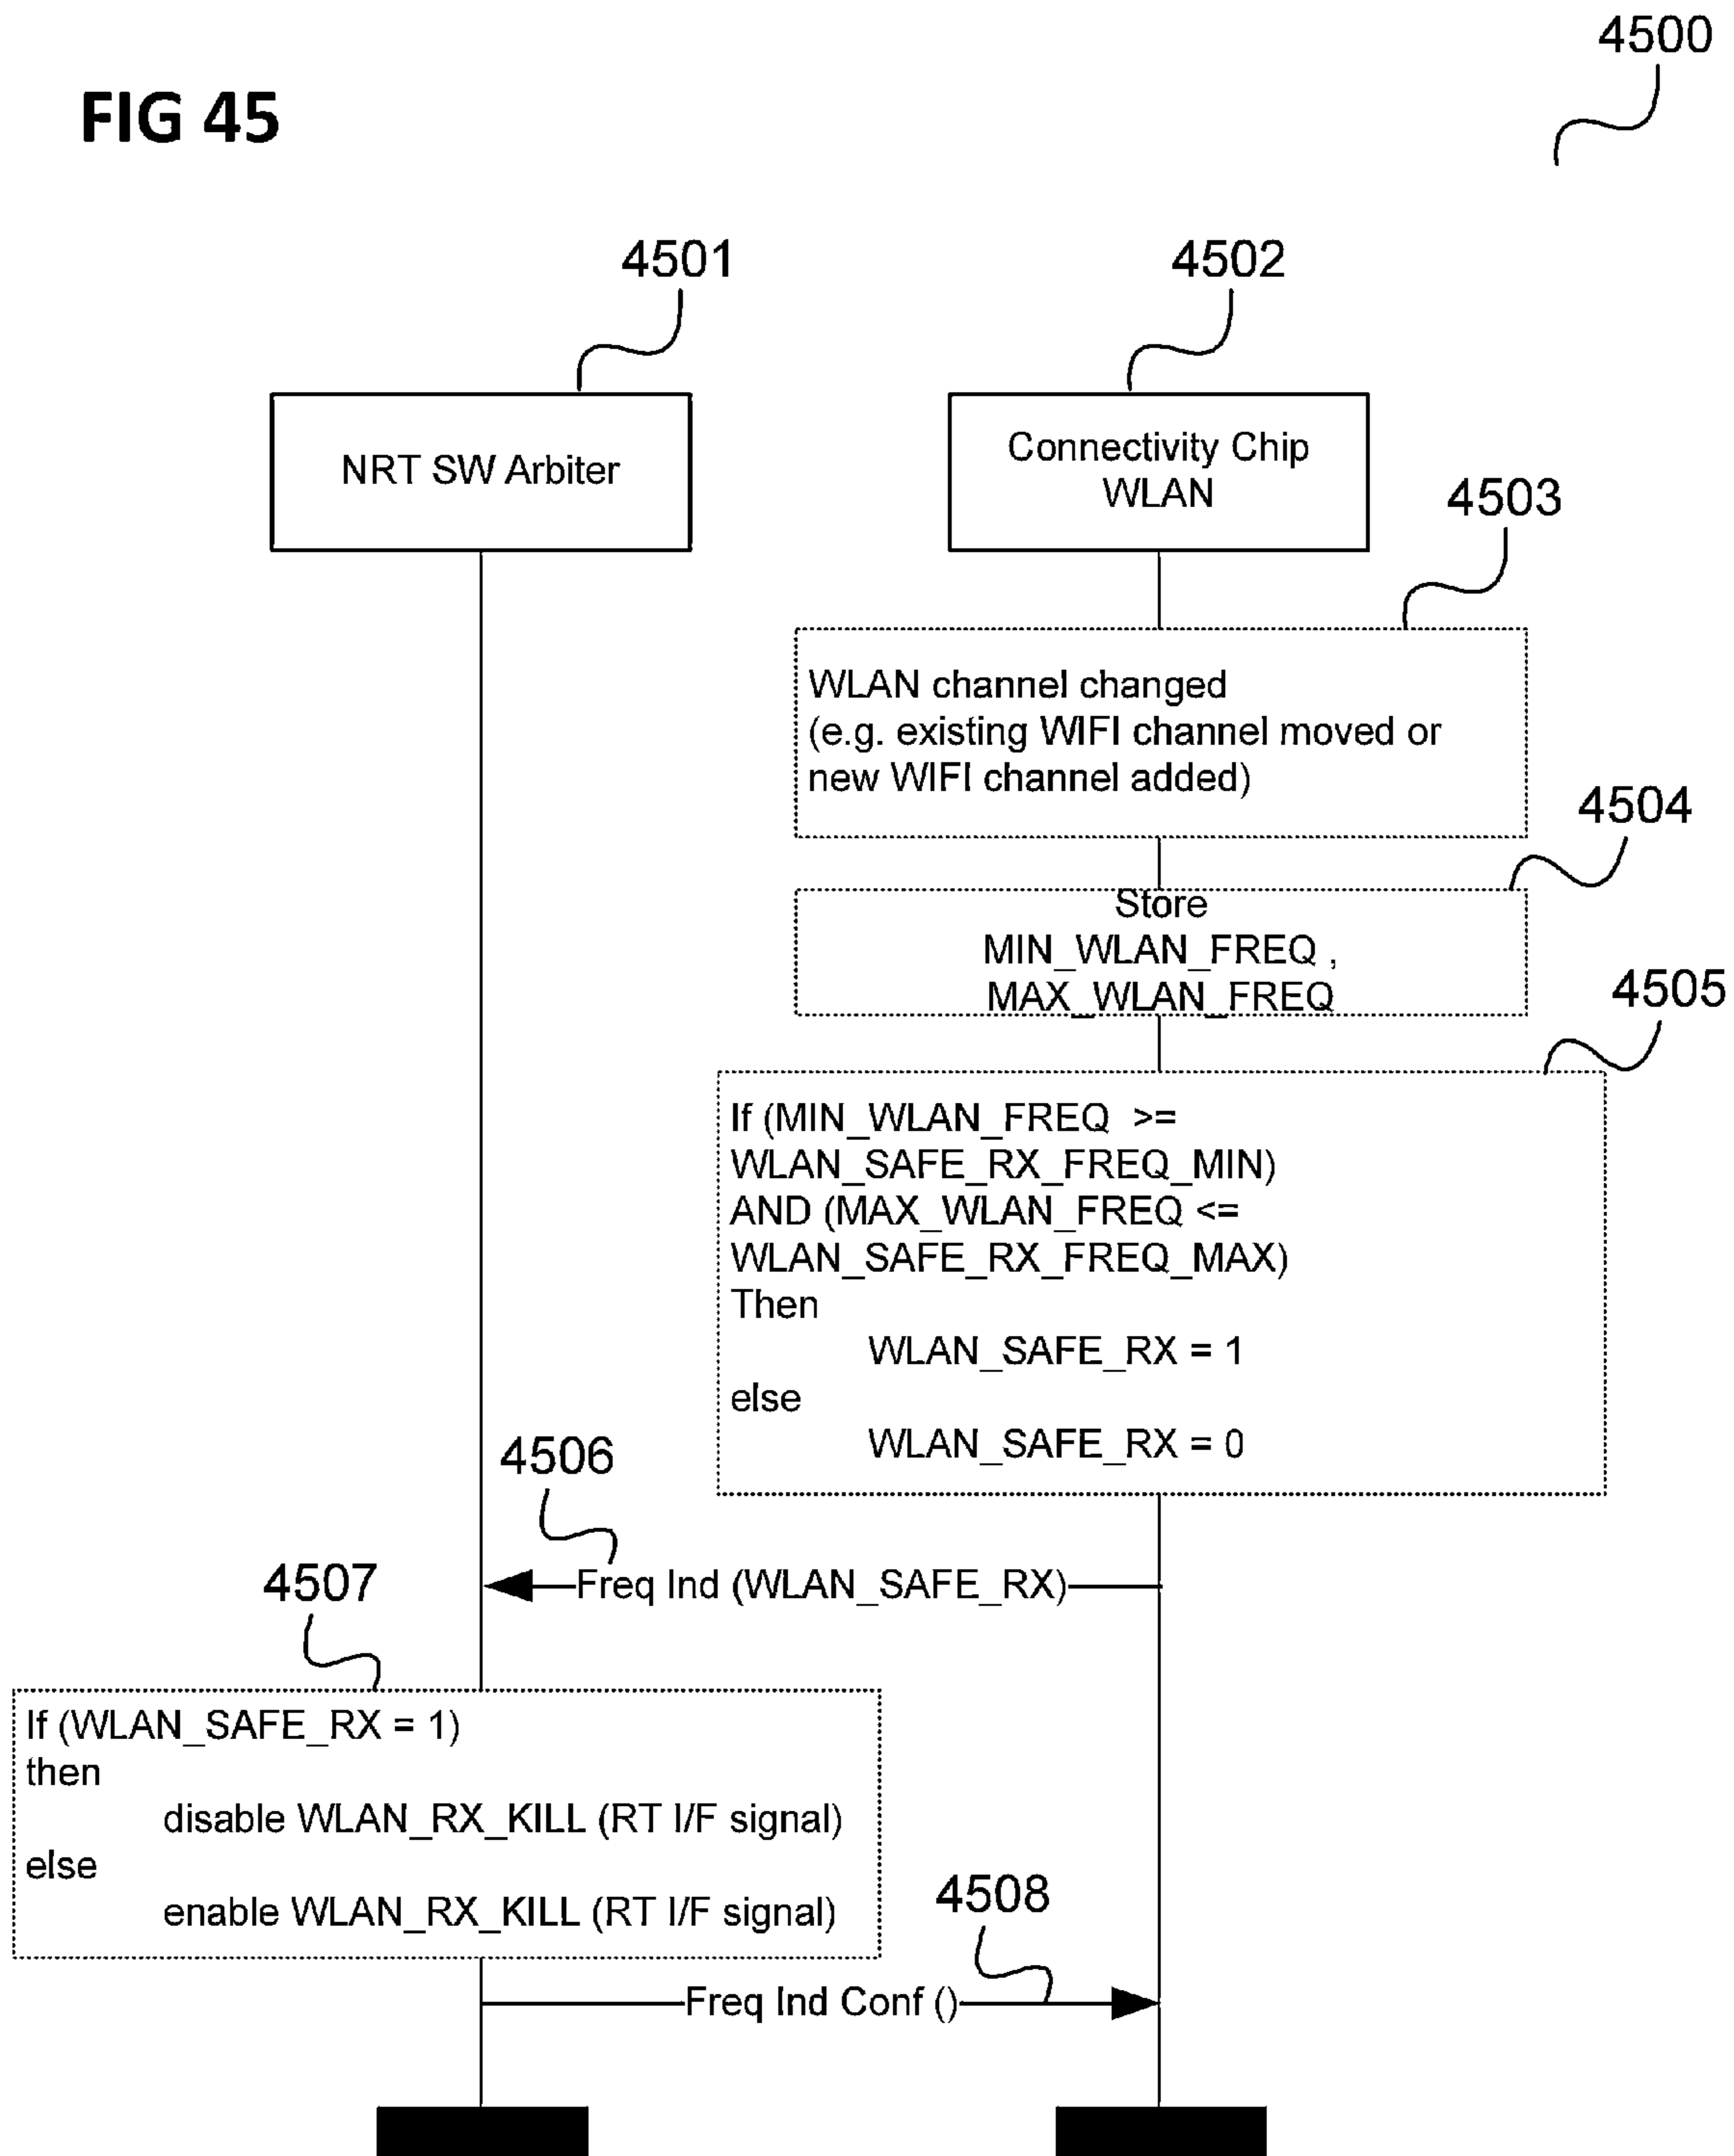 4500
FIG 45
4501
4502
NRT SW Arbiter
Connectivity Chip
WLAN
4503
WLAN channel changed
(e.g. existing WIFI channel moved or
new WIFI channel added)
4504
Store
MIN_WLAN_FREQ ,
MAX_WLAN_FREQ
4505
If (MIN_WLAN_FREQ >=
WLAN_SAFE_RX_FREQ_MIN)
AND (MAX_WLAN_FREQ <=
WLAN_SAFE_RX_FREQ_MAX)
Then
WLAN_SAFE_RX = 1
else
WLAN_SAFE_RX = 0
4506
Freq Ind (WLAN_SAFE_RX)
4507
If (WLAN_SAFE_RX = 1)
then
disable WLAN_RX_KILL (RT I/F signal)
else
enable WLAN_RX_KILL (RT I/F signal)
4508
Freq Ind Conf ()